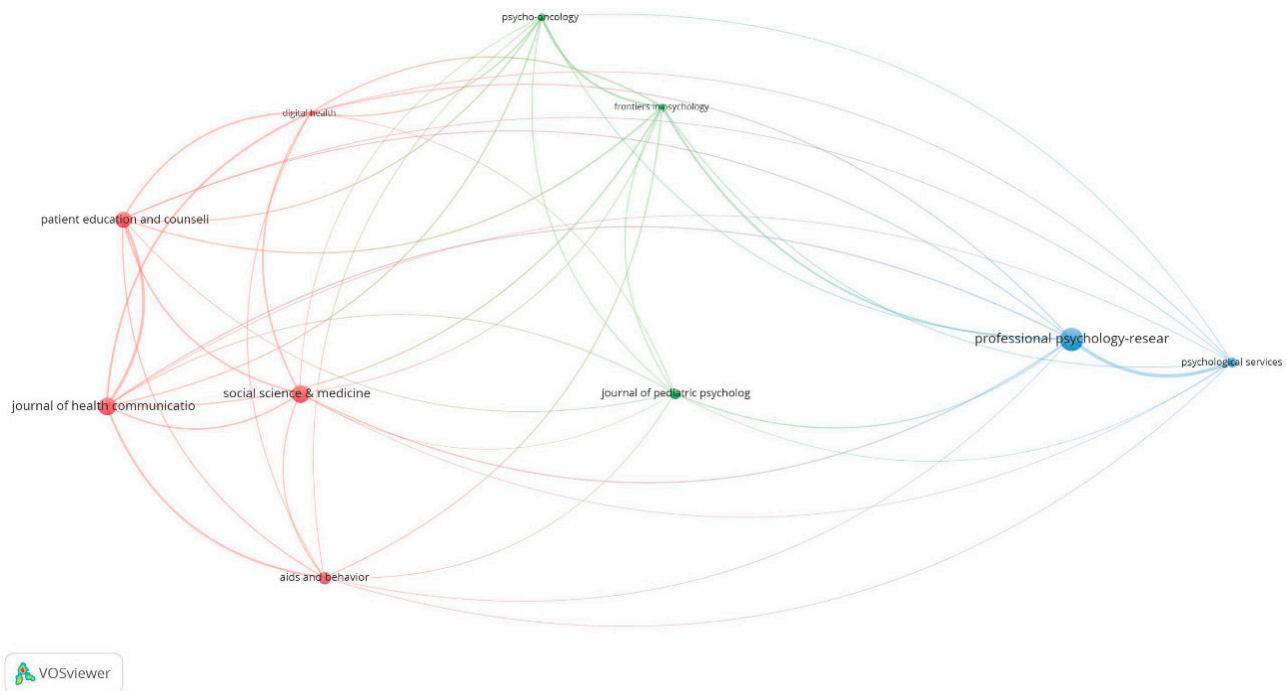 psycho-oncology
frontiers in psychology
digital health
patient education and counseli
professional psychology-resear
psychological services
social science & medicine
journal of pediatric psycholog
journal of health communicatio
aids and behavior
VOSviewer